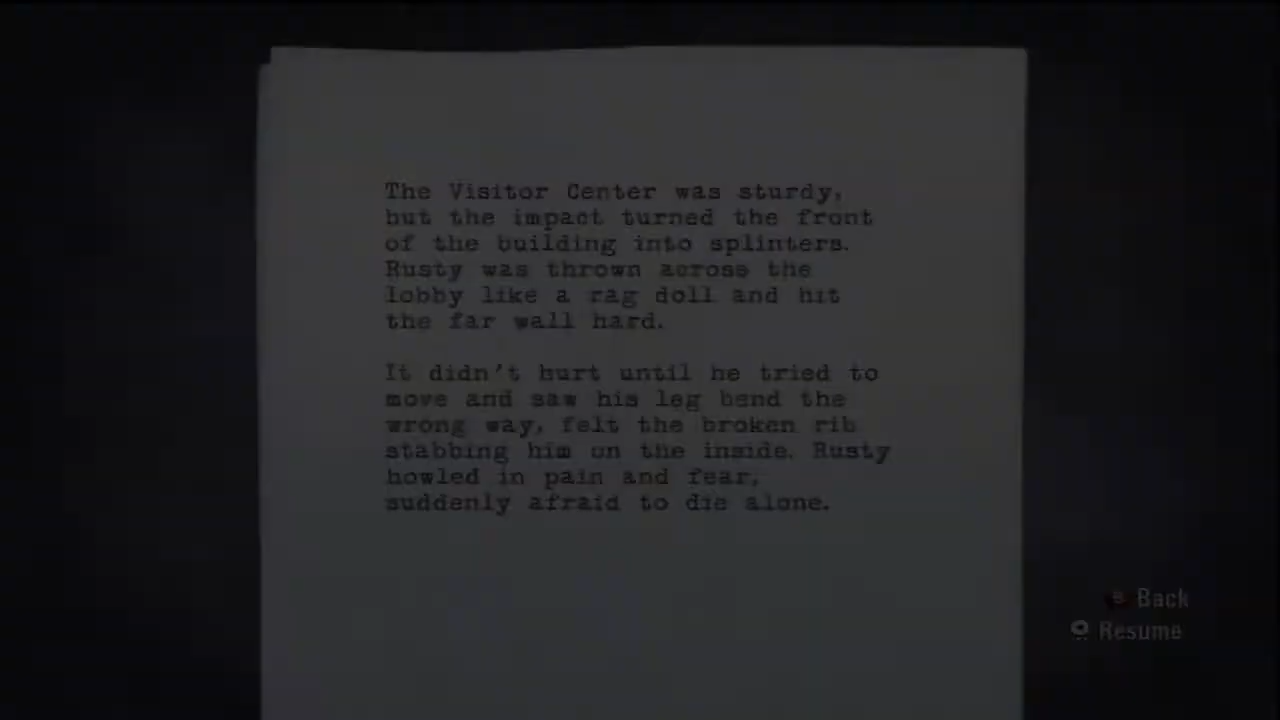 The Visitor Center was sturdy,
but the impact turned the front
of the building into splinters.
Rusty was thrown across the
lobby like a rag doll and hit
the far wall hard.
It didn't hurt until he tried to
move and saw his leg bend the
wrong way, felt the broken rib
stabbing him on the inside. Rusty
howled in pain and fear,
suddenly afraid to die alone.
B Back
Resume